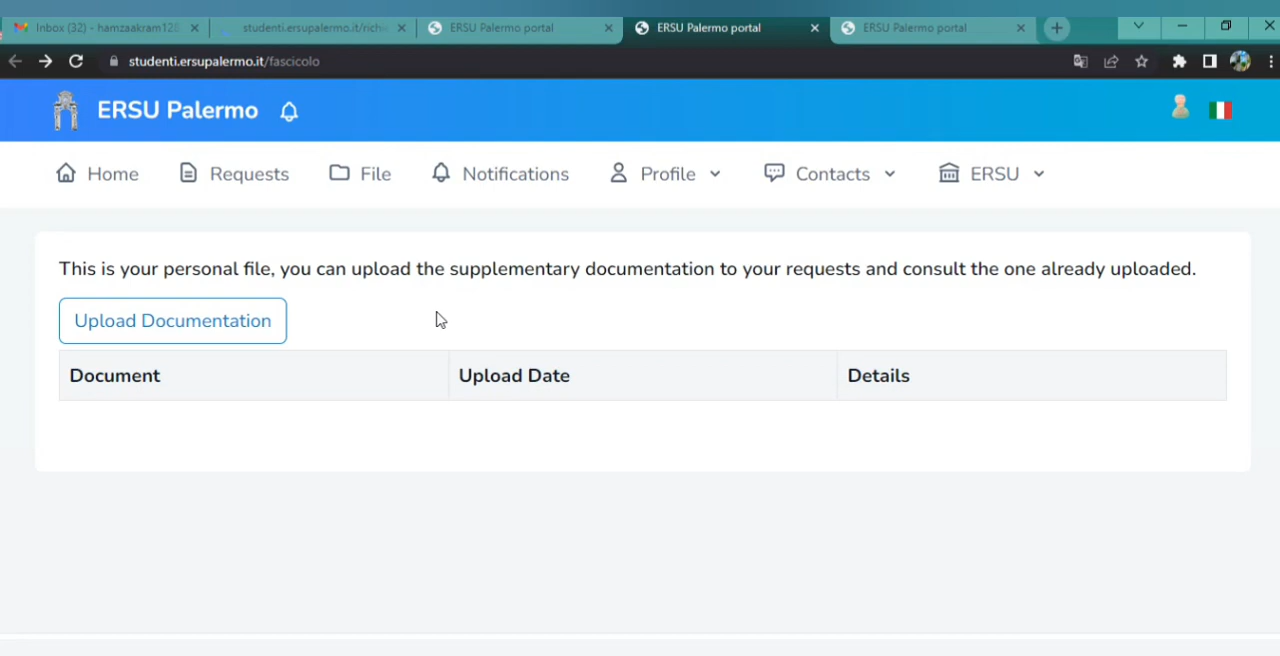 Inbox (32) - hamzaakram128
studenti.ersupalermo.it/richi
ERSU Palermo portal
ERSU Palermo portal
ERSU Palermo portal
studenti.ersupalermo.it/fascicolo
ERSU Palermo
Home Requests File Notifications Profile Contacts ERSU
This is your personal file, you can upload the supplementary documentation to your requests and consult the one already uploaded.
Upload Documentation
Document Upload Date Details